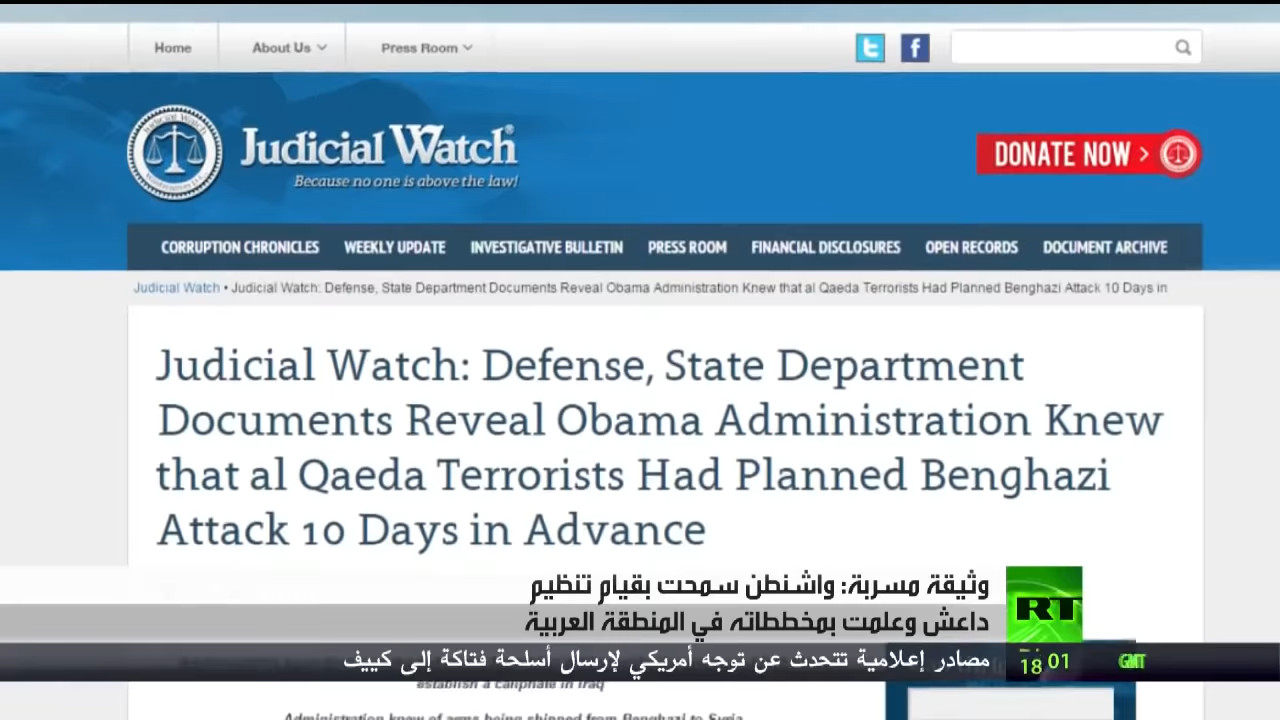 Home About Us Press Room
Judicial Watch®
Because no one is above the law!
DONATE NOW
CORRUPTION CHRONICLES WEEKLY UPDATE INVESTIGATIVE BULLETIN PRESS ROOM FINANCIAL DISCLOSURES OPEN RECORDS DOCUMENT ARCHIVE
Judicial Watch • Judicial Watch: Defense, State Department Documents Reveal Obama Administration Knew that al Qaeda Terrorists Had Planned Benghazi Attack 10 Days in
Judicial Watch: Defense, State Department
Documents Reveal Obama Administration Knew
that al Qaeda Terrorists Had Planned Benghazi
Attack 10 Days in Advance
وثيقة مسربة: واشنطن سمحت بقيام تنظيم
داعش وعلمت بمخططاته في المنطقة العربية
RT
مصادر إعلامية تتحدث عن توجه أمريكي لإرسال أسلحة فتاكة إلى كييف
18 01 GMT
establish a caliphate in Iraq
Administration knew of arms being shipped from Benghazi to Syria